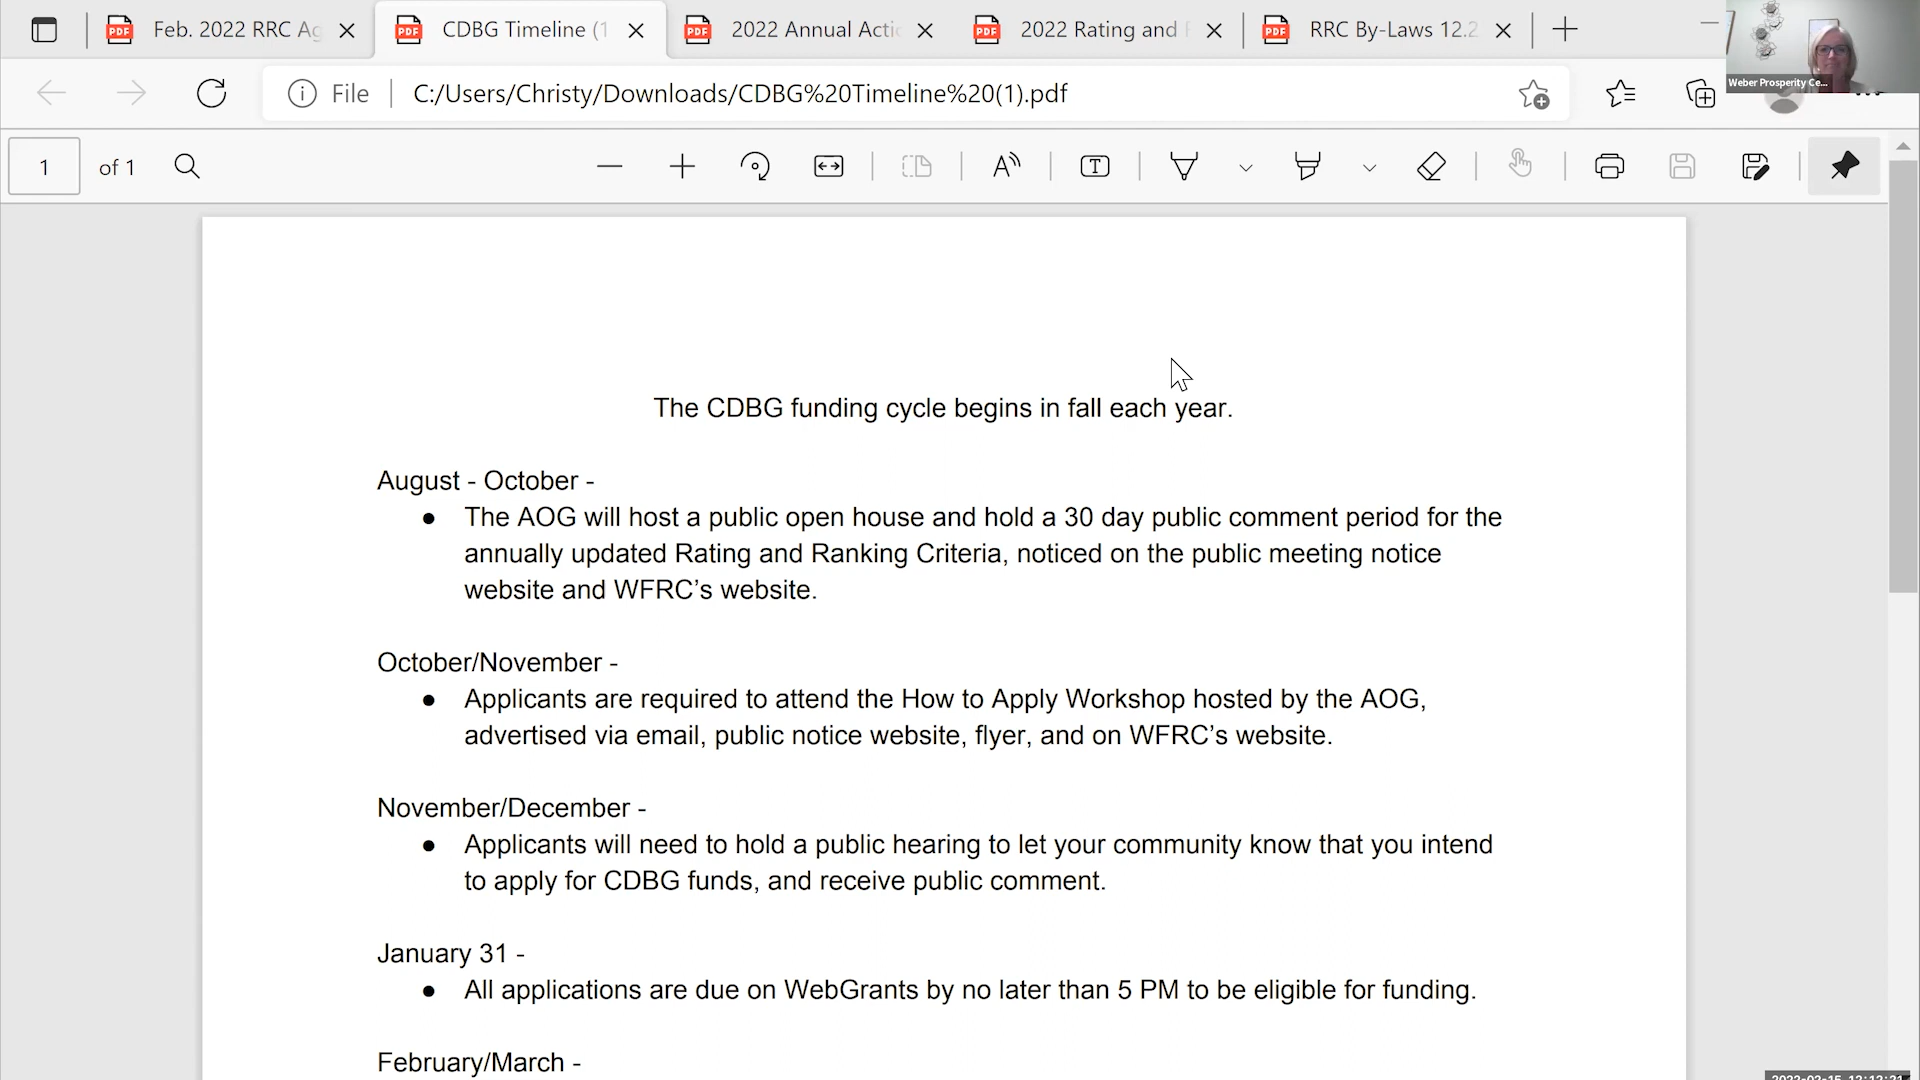 Feb. 2022 RRC Ag
CDBG Timeline (1
2022 Annual Acti
2022 Rating and
RRC By-Laws 12.2
Weber Prosperity Ce...
File
C:/Users/Christy/Downloads/CDBG%20Timeline%20(1).pdf
1 of 1
The CDBG funding cycle begins in fall each year.
August - October -
● The AOG will host a public open house and hold a 30 day public comment period for the
annually updated Rating and Ranking Criteria, noticed on the public meeting notice
website and WFRC’s website.
October/November -
● Applicants are required to attend the How to Apply Workshop hosted by the AOG,
advertised via email, public notice website, flyer, and on WFRC’s website.
November/December -
● Applicants will need to hold a public hearing to let your community know that you intend
to apply for CDBG funds, and receive public comment.
January 31 -
● All applications are due on WebGrants by no later than 5 PM to be eligible for funding.
February/March -